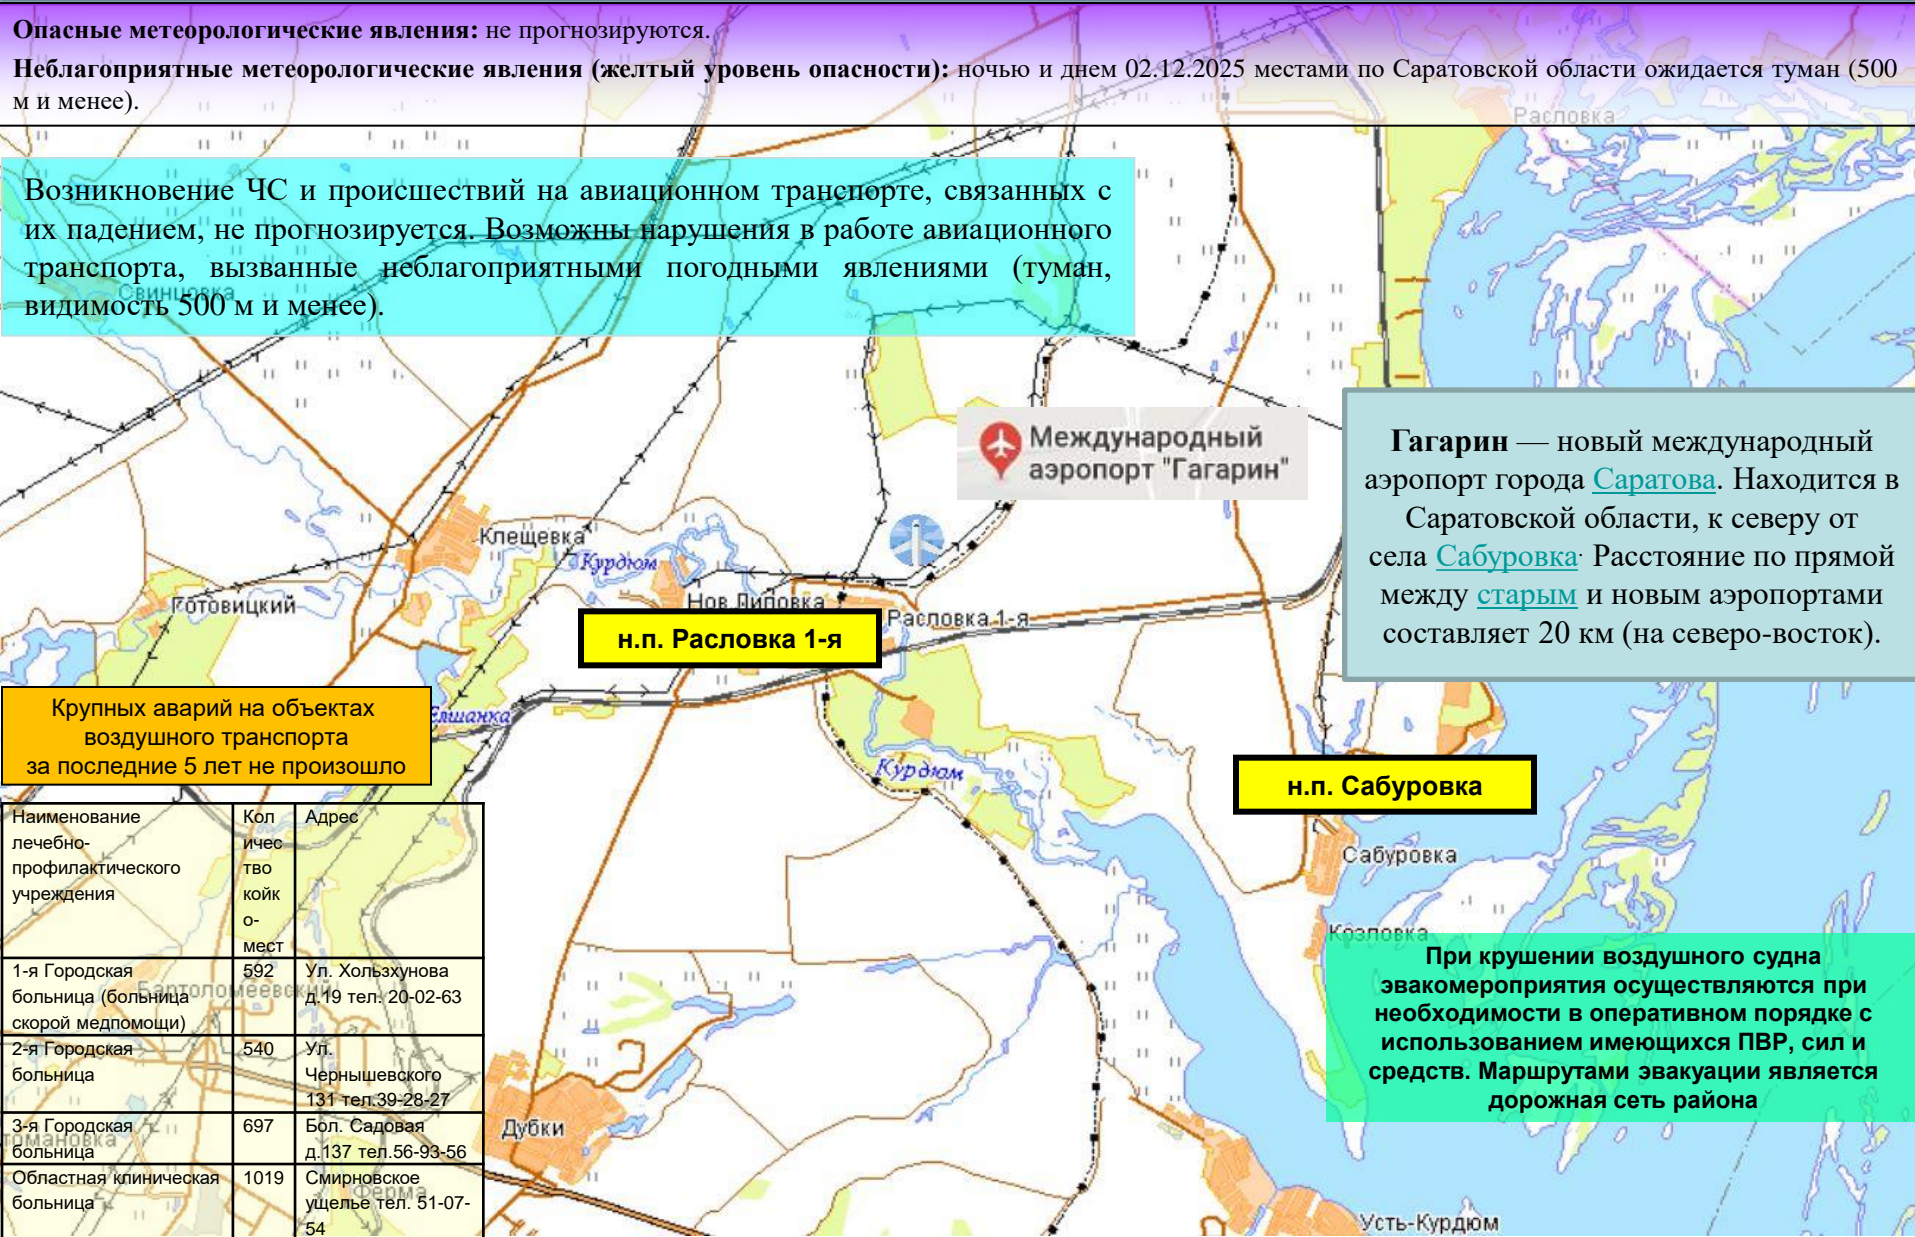 Опасные метеорологические явления: не прогнозируются.
Неблагоприятные метеорологические явления (желтый уровень опасности): ночью и днем 02.12.2025 местами по Саратовской области ожидается туман (500
м и менее).
Расловка
Возникновение ЧС и происшествий на авиационном транспорте, связанных с
их падением, не прогнозируется. Возможны нарушения в работе авиационного
транспорта, вызванные неблагоприятными погодными явлениями (туман,
видимость 500 м и менее).
Свинцовка
Международный
аэропорт "Гагарин"
Гагарин — новый международный
аэропорт города Саратова. Находится в
Саратовской области, к северу от
села Сабуровка. Расстояние по прямой
между старым и новым аэропортами
составляет 20 км (на северо-восток).
Клещевка
Курдюм
Готовицкий
Нов.Липовка
Расловка 1-я
н.п. Расловка 1-я
Елшанка
Крупных аварий на объектах
воздушного транспорта
за последние 5 лет не произошло
Курдюм
н.п. Сабуровка
Сабуровка
Козловка
При крушении воздушного судна
эвакомероприятия осуществляются при
необходимости в оперативном порядке с
использованием имеющихся ПВР, сил и
средств. Маршрутами эвакуации является
дорожная сеть района
Наименование
лечебно-
профилактического
учреждения
Кол
ичес
тво
койк
о-
мест
Адрес
1-я Городская
больница (больница
скорой медпомощи)
592
Ул. Хользхунова
д.19 тел. 20-02-63
Бартоломеевский
2-я Городская
больница
540
Ул.
Чернышевского
131 тел.39-28-27
3-я Городская
больница
697
Бол. Садовая
д.137 тел.56-93-56
Областная клиническая
больница
1019
Смирновское
ущелье тел. 51-07-
54
Ферма
Дубки
Усть-Курдюм